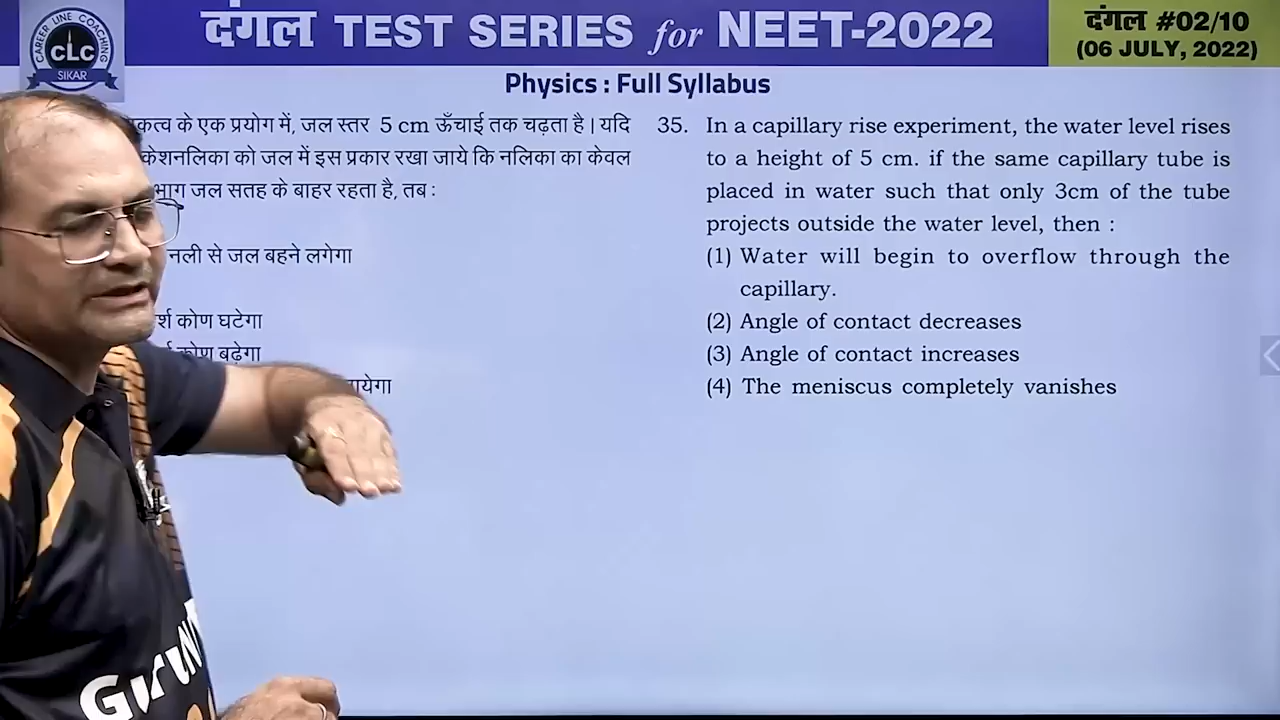 CAREER LINE COACHING
CLC
SIKAR
दंगल TEST SERIES for NEET-2022
दंगल #02/10
(06 JULY, 2022)
Physics : Full Syllabus
के एक प्रयोग में, जल स्तर 5 cm ऊँचाई तक चढ़ता है। यदि
केशनलिका को जल में इस प्रकार रखा जाये कि नलिका का केवल
भाग जल सतह के बाहर रहता है, तब :
नली से जल बहने लगेगा
कोण घटेगा
कोण बढ़ेगा
35. In a capillary rise experiment, the water level rises
to a height of 5 cm. if the same capillary tube is
placed in water such that only 3cm of the tube
projects outside the water level, then :
(1) Water will begin to overflow through the
capillary.
(2) Angle of contact decreases
(3) Angle of contact increases
(4) The meniscus completely vanishes